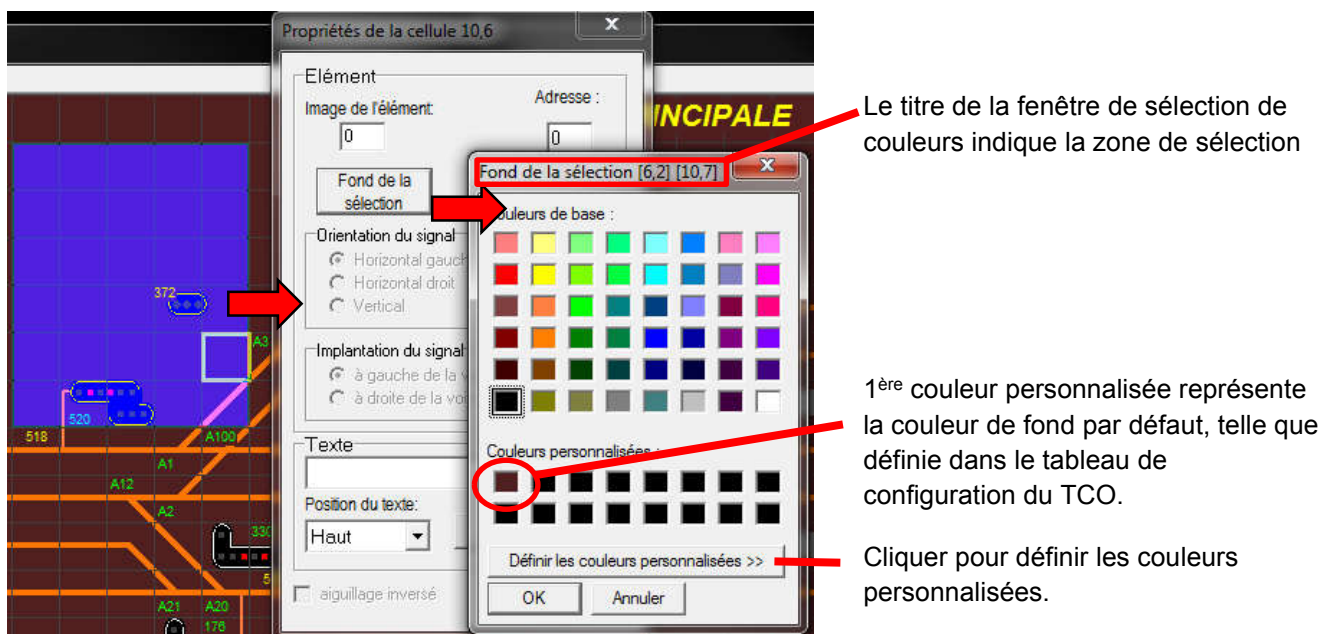 Propriétés de la cellule 10,6
x
Elément
Image de l'élément:
Adresse :
0
0
INCIPALE
Fond de la
sélection
Fond de la sélection [6,2] [10,7]
x
ouleurs de base :
Orientation du signal
Horizontal gauch
Horizontal droit
Vertical
Implantation du signal
à gauche de la v
à droite de la voi
Texte
Position du texte:
Haut
aiguillage inversé
Couleurs personnalisées :
Définir les couleurs personnalisées >>
OK
Annuler
372
A3
520
518
A100
A1
A12
A2
330
5
A21
A20
176
Le titre de la fenêtre de sélection de
couleurs indique la zone de sélection
1ère couleur personnalisée représente
la couleur de fond par défaut, telle que
définie dans le tableau de
configuration du TCO.
Cliquer pour définir les couleurs
personnalisées.